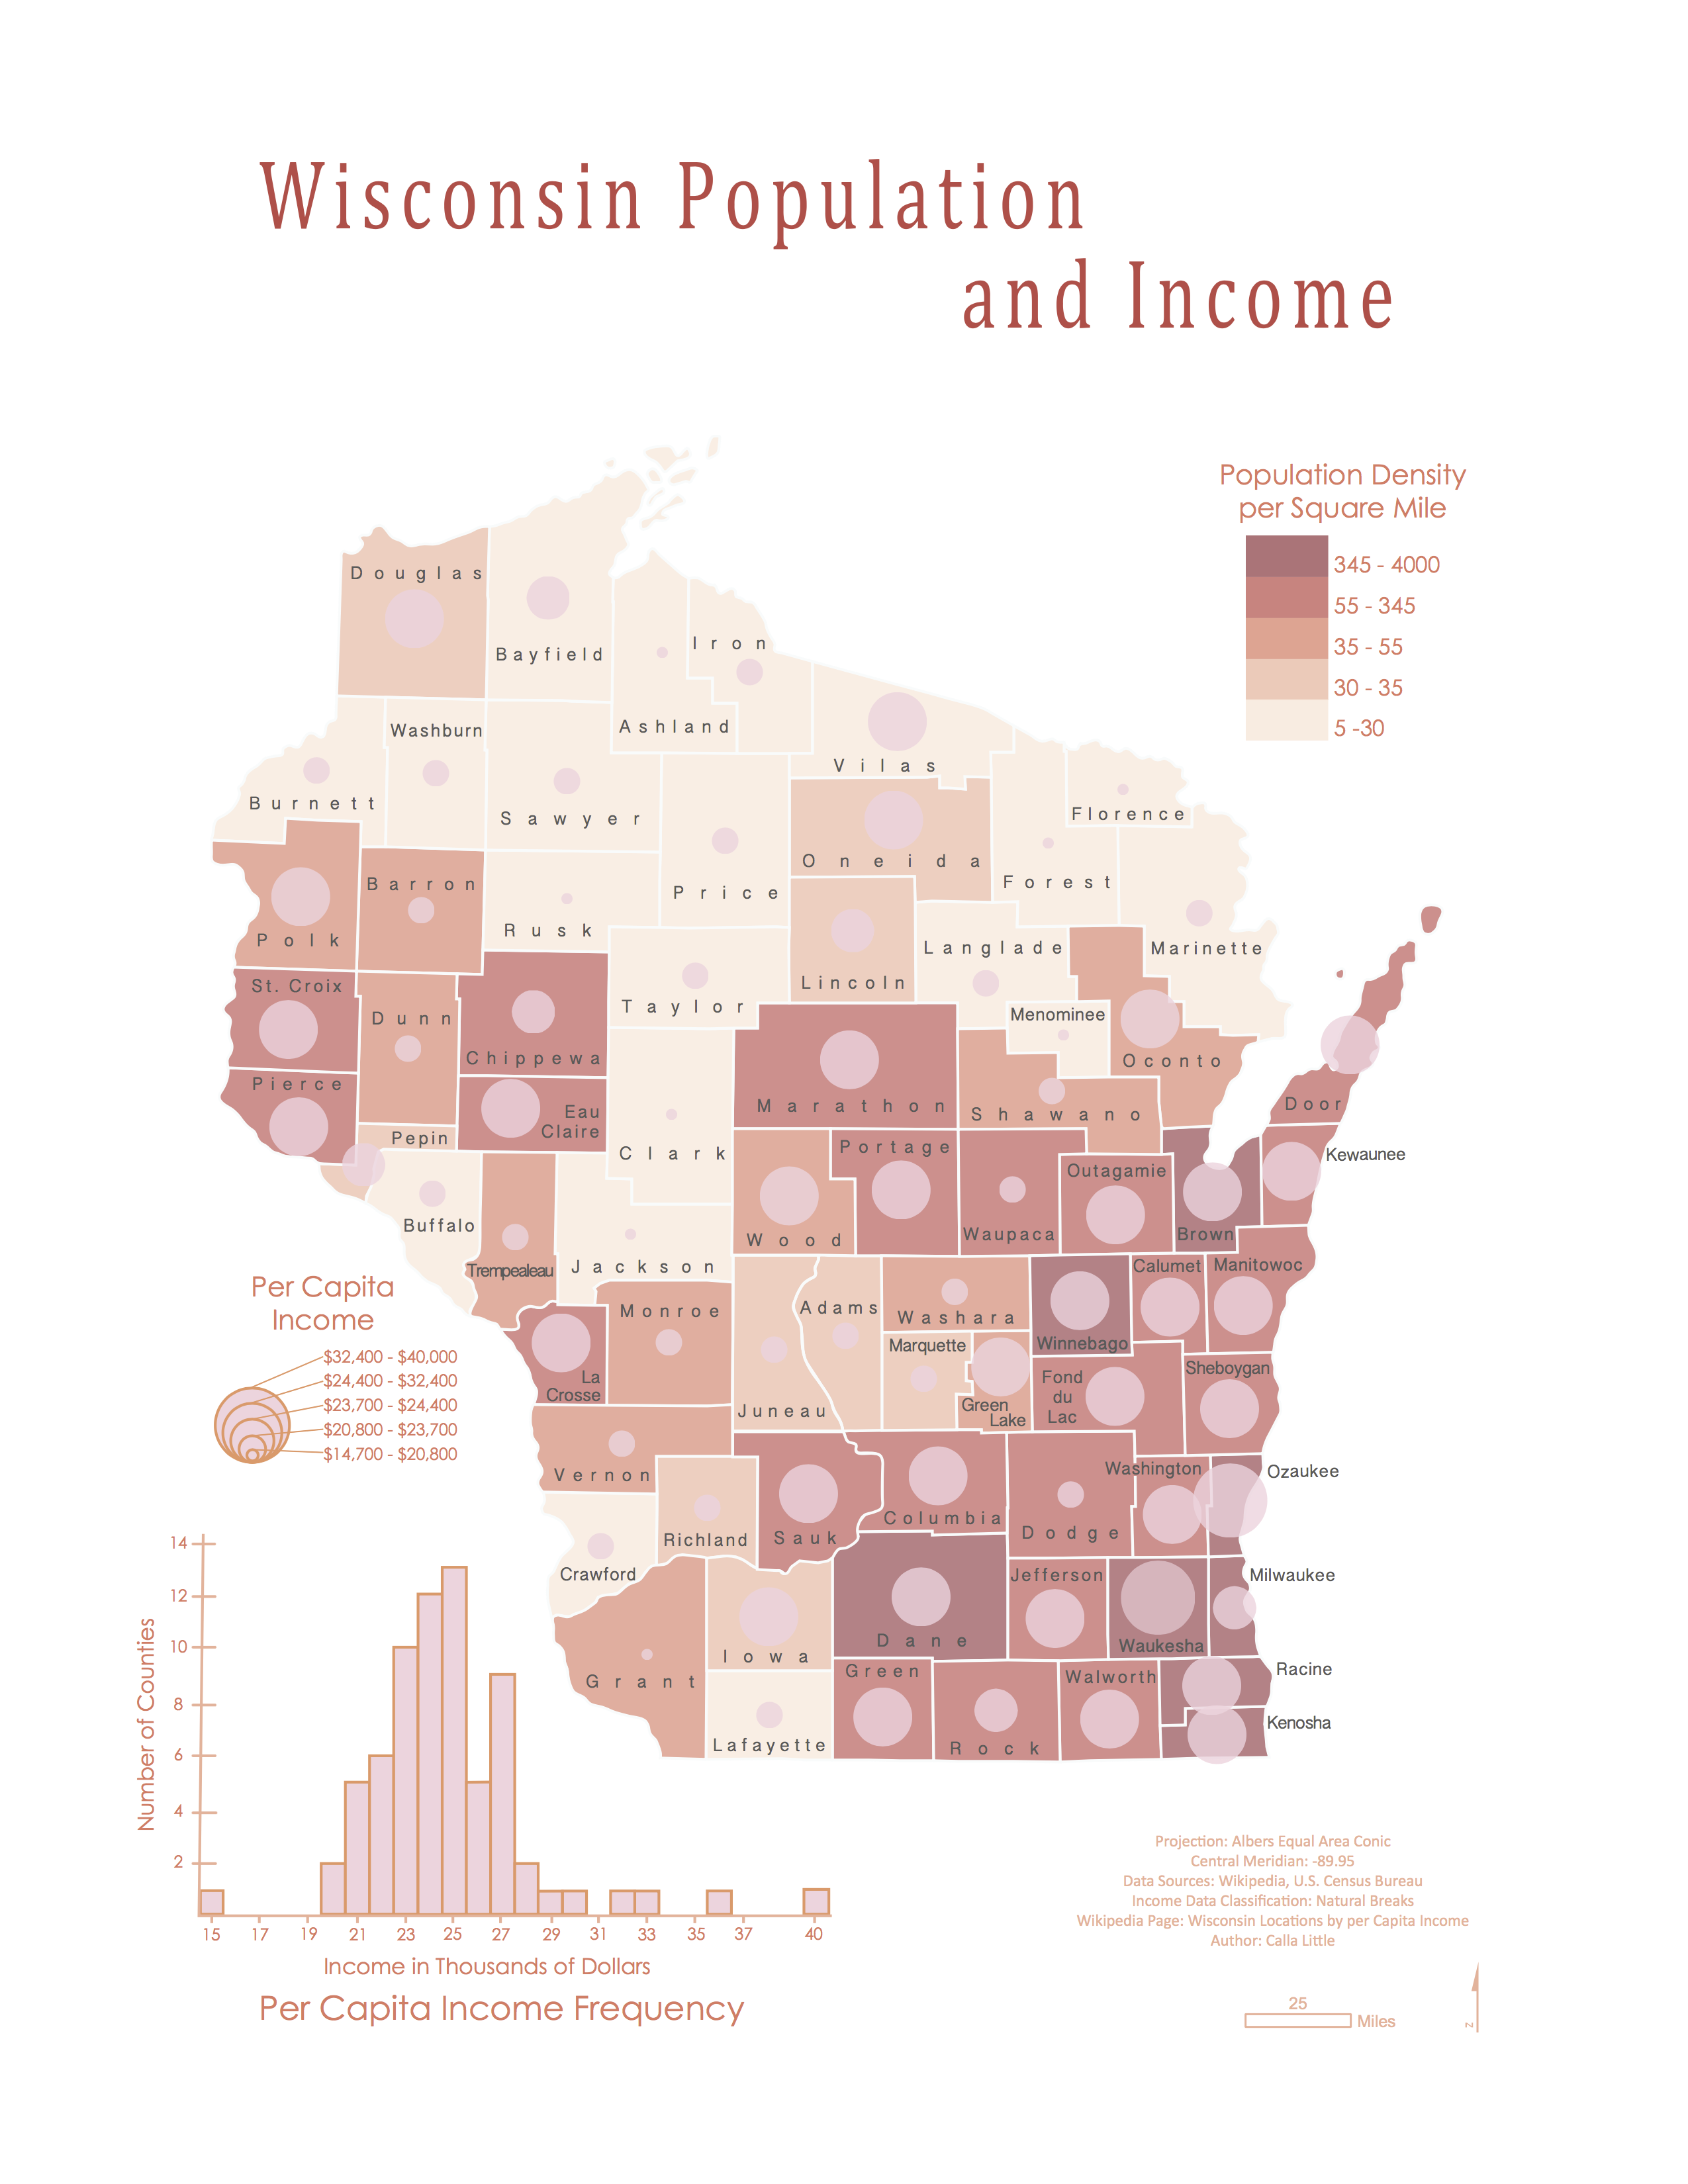 Wisconsin Population
and Income
Population Density
per Square Mile
345 - 4000
55 - 345
35 - 55
30 - 35
5 -30
Douglas
Bayfield
Iron
Ashland
Washburn
Vilas
Burnett
Sawyer
Florence
Oneida
Forest
Barron
Price
Polk
Rusk
Langlade
Marinette
Lincoln
St. Croix
Taylor
Menominee
Dunn
Chippewa
Oconto
Pierce
Marathon
Shawano
Door
Eau
Claire
Pepin
Clark
Portage
Kewaunee
Outagamie
Buffalo
Wood
Waupaca
Brown
Trempealeau
Jackson
Calumet
Manitowoc
Monroe
Adams
Washara
Winnebago
Marquette
La
Crosse
Fond
du
Lac
Sheboygan
Juneau
Green
Lake
Vernon
Washington
Ozaukee
Columbia
Richland
Sauk
Dodge
Crawford
Jefferson
Milwaukee
Dane
Waukesha
Iowa
Grant
Green
Walworth
Racine
Kenosha
Lafayette
Rock
Per Capita
Income
$32,400 - $40,000
$24,400 - $32,400
$23,700 - $24,400
$20,800 - $23,700
$14,700 - $20,800
14
12
10
8
6
4
2
Number of Counties
15 17 19 21 23 25 27 29 31 33 35 37 40
Income in Thousands of Dollars
Per Capita Income Frequency
Projection: Albers Equal Area Conic
Central Meridian: -89.95
Data Sources: Wikipedia, U.S. Census Bureau
Income Data Classification: Natural Breaks
Wikipedia Page: Wisconsin Locations by per Capita Income
Author: Calla Little
25
Miles
N